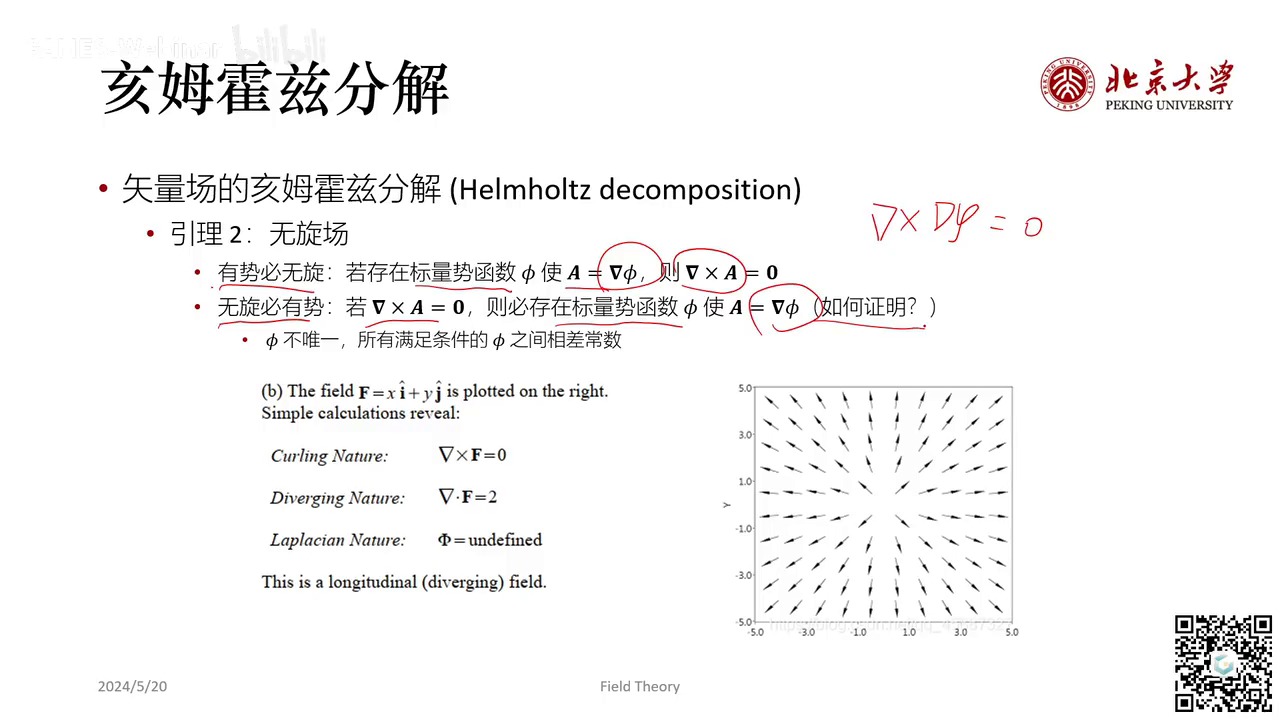 bilibili
亥姆霍兹分解
北京大学
PEKING UNIVERSITY
• 矢量场的亥姆霍兹分解 (Helmholtz decomposition)
∇×∇φ = 0
• 引理 2：无旋场
• 有势必无旋：若存在标量势函数 ϕ 使 A = ∇ϕ，则 ∇ × A = 0
• 无旋必有势：若 ∇ × A = 0，则必存在标量势函数 ϕ 使 A = ∇ϕ（如何证明？）
• ϕ 不唯一，所有满足条件的 ϕ 之间相差常数
(b) The field F = x î + y ĵ is plotted on the right.
Simple calculations reveal:
Curling Nature: ∇×F=0
Diverging Nature: ∇·F=2
Laplacian Nature: Φ=undefined
This is a longitudinal (diverging) field.
5.0
3.0
1.0
Y
-1.0
-3.0
-5.0
-5.0 -3.0 -1.0 1.0 3.0 5.0
2024/5/20
Field Theory